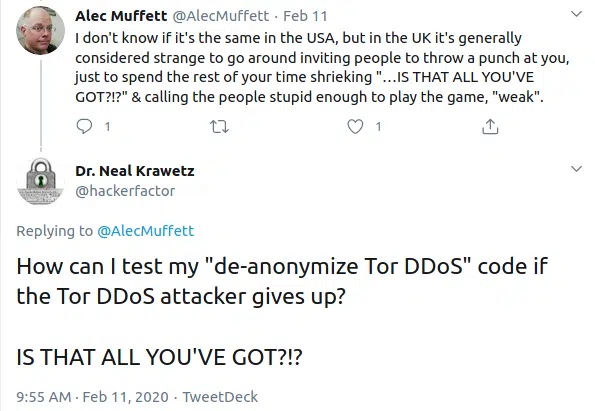 Alec Muffett @AlecMuffett · Feb 11
I don't know if it's the same in the USA, but in the UK it's generally
considered strange to go around inviting people to throw a punch at you,
just to spend the rest of your time shrieking "...IS THAT ALL YOU'VE
GOT?!?" & calling the people stupid enough to play the game, "weak".
1 1
Dr. Neal Krawetz
@hackerfactor
Replying to @AlecMuffett
How can I test my "de-anonymize Tor DDoS" code if
the Tor DDoS attacker gives up?
IS THAT ALL YOU'VE GOT?!?
9:55 AM · Feb 11, 2020 · TweetDeck